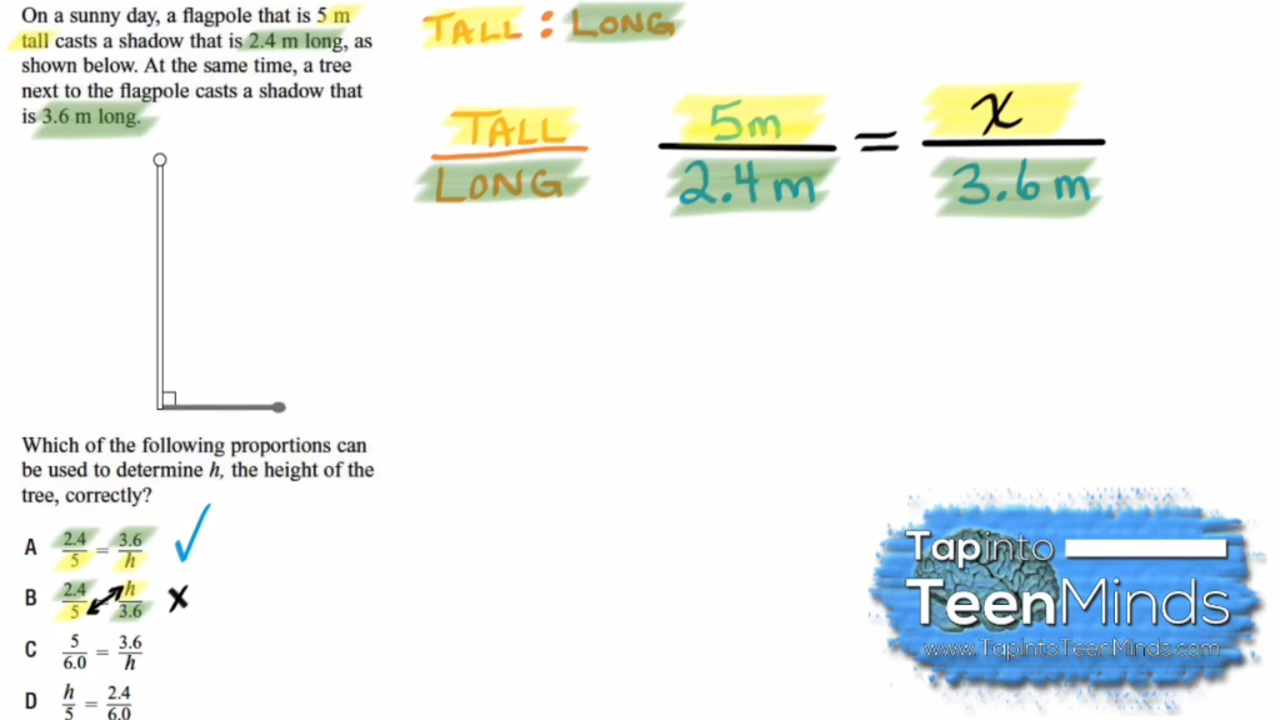 On a sunny day, a flagpole that is 5 m
tall casts a shadow that is 2.4 m long, as
shown below. At the same time, a tree
next to the flagpole casts a shadow that
is 3.6 m long.
TALL : LONG
TALL
LONG
5m
2.4 m
=
x
3.6 m
Which of the following proportions can
be used to determine h, the height of the
tree, correctly?
A 2.4/5 = 3.6/h ✓
B 2.4/5 h/3.6 x
C 5/6.0 = 3.6/h
D h/5 = 2.4/6.0
Tap into
TeenMinds
www.TapIntoTeenMinds.com